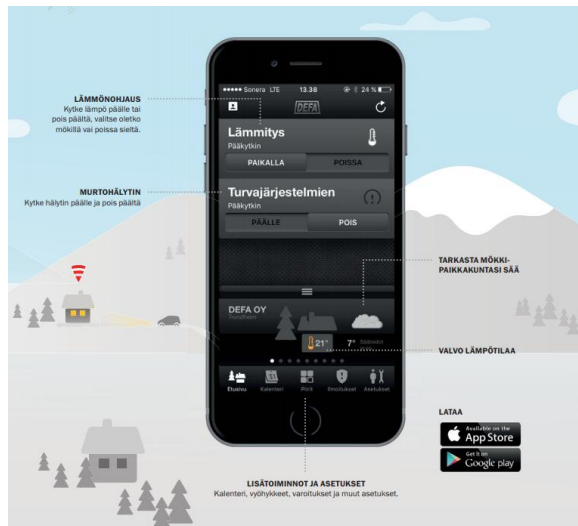 Sonera LTE 13.38 24 %
DEFA
LÄMMÖNOHJAUS
Kytke lämpö päälle tai
pois päältä, valitse oletko
mökillä vai poissa sieltä.
Lämmitys
Pääkytkin
PAIKALLA POISSA
MURTOHÄLYTIN
Kytke hälytin päälle ja pois päältä
Turvajärjestelmien
Pääkytkin
PÄÄLLE POIS
TARKASTA MÖKKI-
PAIKKAKUNTASI SÄÄ
DEFA OY
21° 7°
VALVO LÄMPÖTILAA
Etusivu Kalenteri Piirit Ilmoitukset Asetukset
LATAA
Available on the
App Store
Get it on
Google play
LISÄTOIMINNOT JA ASETUKSET
Kalenteri, vyöhykkeet, varoitukset ja muut asetukset.